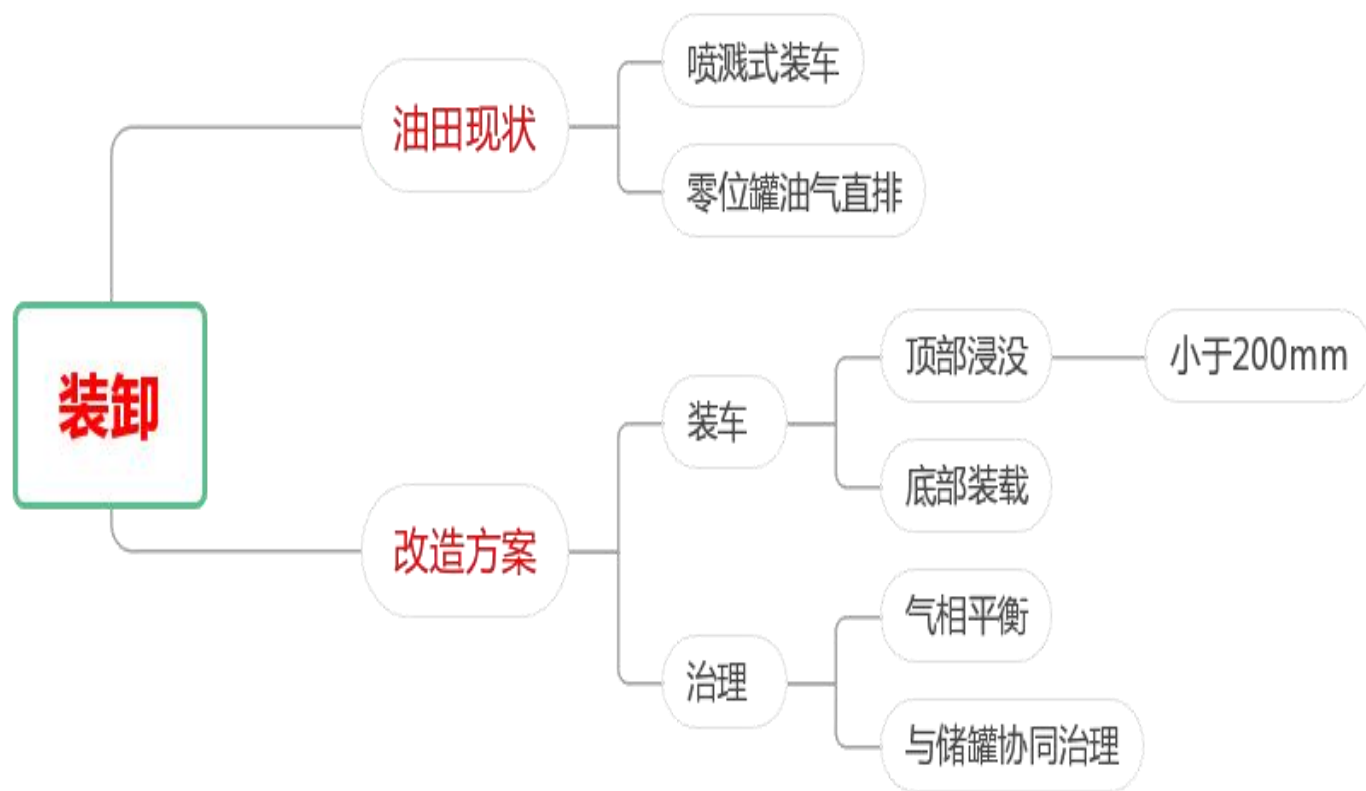 装卸
油田现状
喷溅式装车
零位罐油气直排
改造方案
装车
顶部浸没
小于200mm
底部装载
治理
气相平衡
与储罐协同治理